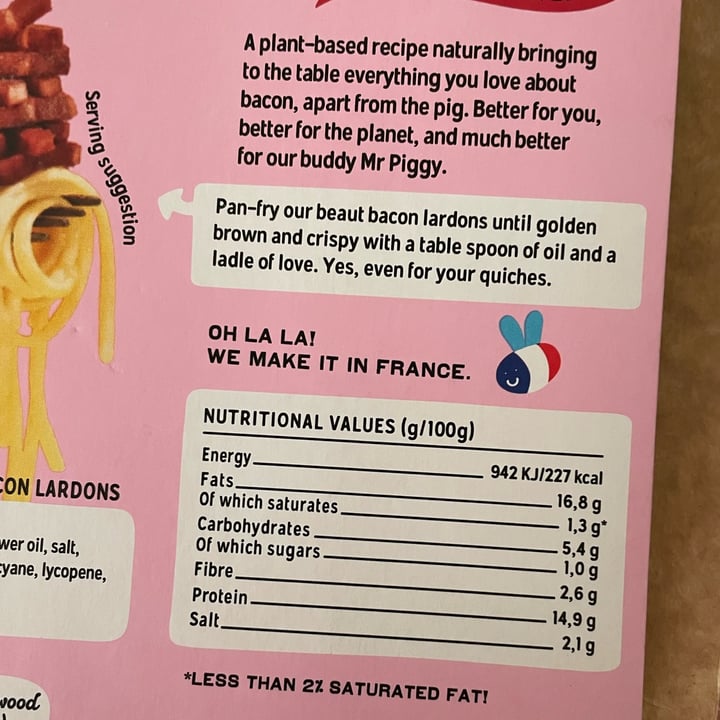 A plant-based recipe naturally bringing
to the table everything you love about
bacon, apart from the pig. Better for you,
better for the planet, and much better
for our buddy Mr Piggy.
Serving suggestion
Pan-fry our beaut bacon lardons until golden
brown and crispy with a table spoon of oil and a
ladle of love. Yes, even for your quiches.
OH LA LA!
WE MAKE IT IN FRANCE.
NUTRITIONAL VALUES (g/100g)
Energy 942 KJ/227 kcal
Fats 16,8 g
Of which saturates 1,3 g*
Carbohydrates 5,4 g
Of which sugars 1,0 g
Fibre 2,6 g
Protein 14,9 g
Salt 2,1 g
*LESS THAN 2% SATURATED FAT!
LARDONS
oil, salt,
lycopene,